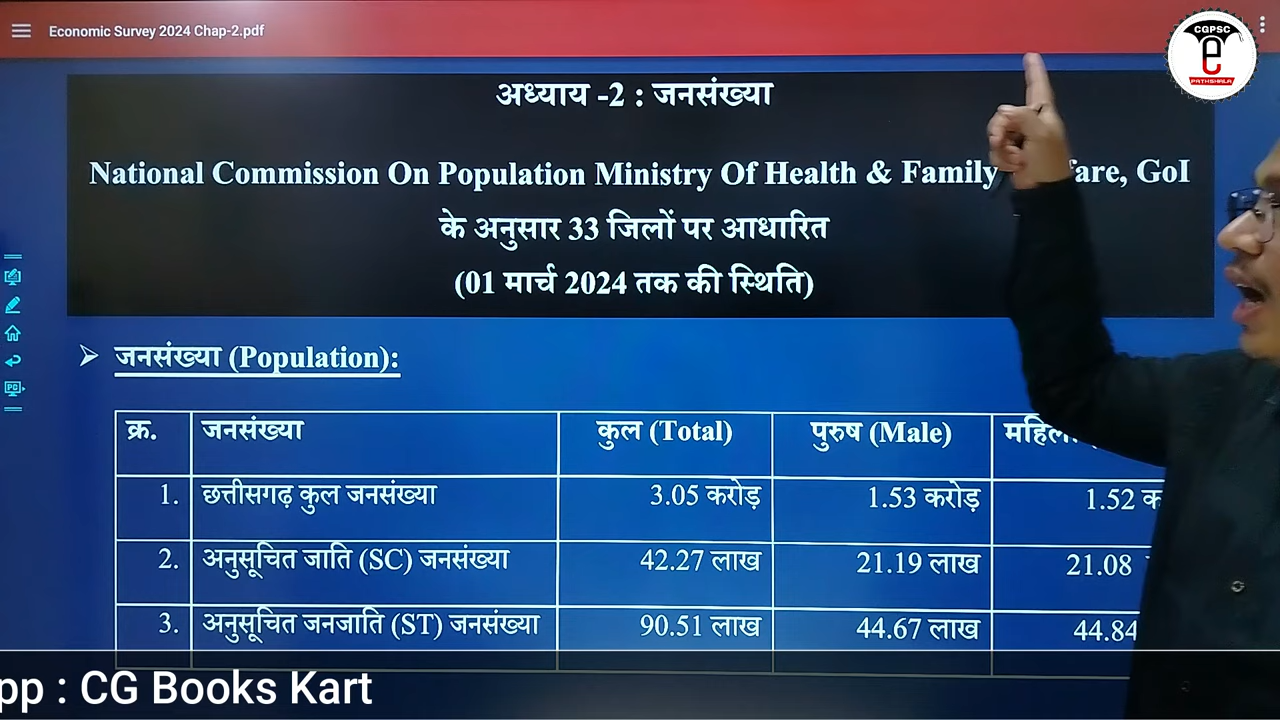 Economic Survey 2024 Chap-2.pdf
CGPSC
e
PATHSHALA
अध्याय -2 : जनसंख्या
National Commission On Population Ministry Of Health & Family GoI
के अनुसार 33 जिलों पर आधारित
(01 मार्च 2024 तक की स्थिति)
➢ जनसंख्या (Population):
क्र. जनसंख्या कुल (Total) पुरुष (Male)
1. छत्तीसगढ़ कुल जनसंख्या 3.05 करोड़ 1.53 करोड़ 1.52
2. अनुसूचित जाति (SC) जनसंख्या 42.27 लाख 21.19 लाख 21.08
3. अनुसूचित जनजाति (ST) जनसंख्या 90.51 लाख 44.67 लाख 44.84
PC
: CG Books Kart